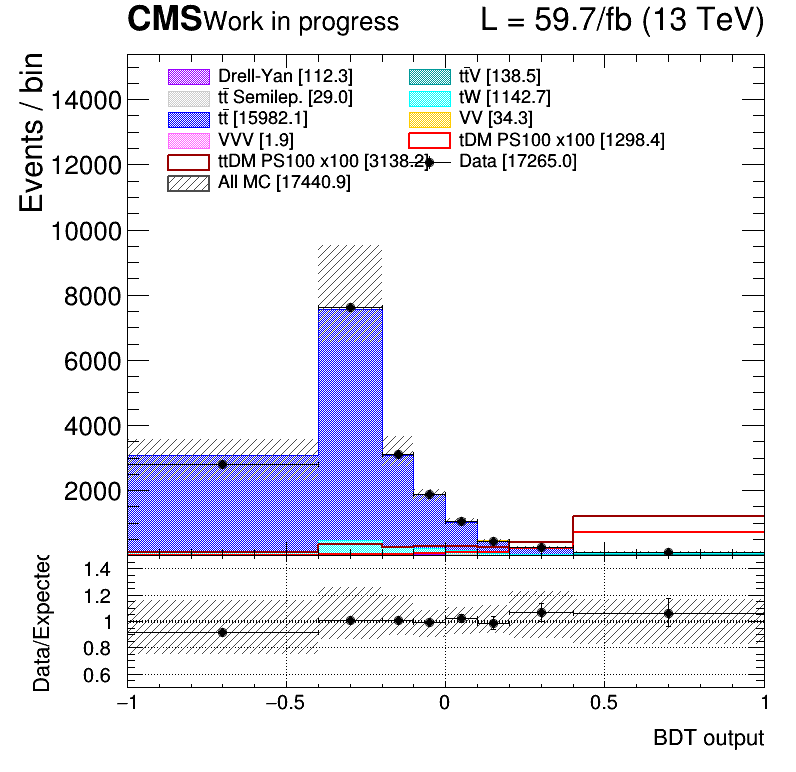 CMS Work in progress L = 59.7/fb (13 TeV)
Events / bin
Drell-Yan [112.3] tt̄V [138.5]
tt̄ Semilep. [29.0] tW [1142.7]
tt̄ [15982.1] VV [34.3]
VVV [1.9] tDM PS100 x100 [1298.4]
ttDM PS100 x100 [3138.2] Data [17265.0]
All MC [17440.9]
14000
12000
10000
8000
6000
4000
2000
Data/Expected
1.4
1.2
1
0.8
0.6
−1 −0.5 0 0.5 1
BDT output